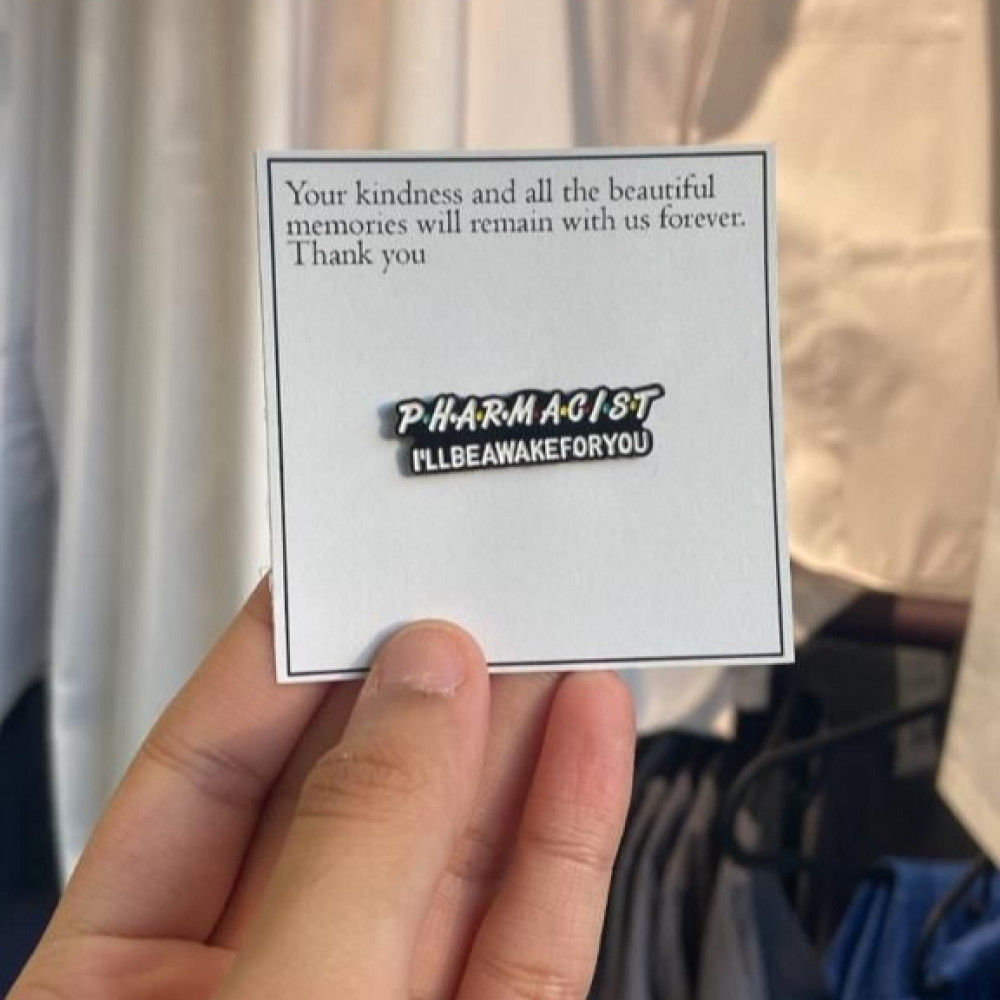 Your kindness and all the beautiful
memories will remain with us forever.
Thank you
P·H·A·R·M·A·C·I·S·T
I'LLBEAWAKEFORYOU